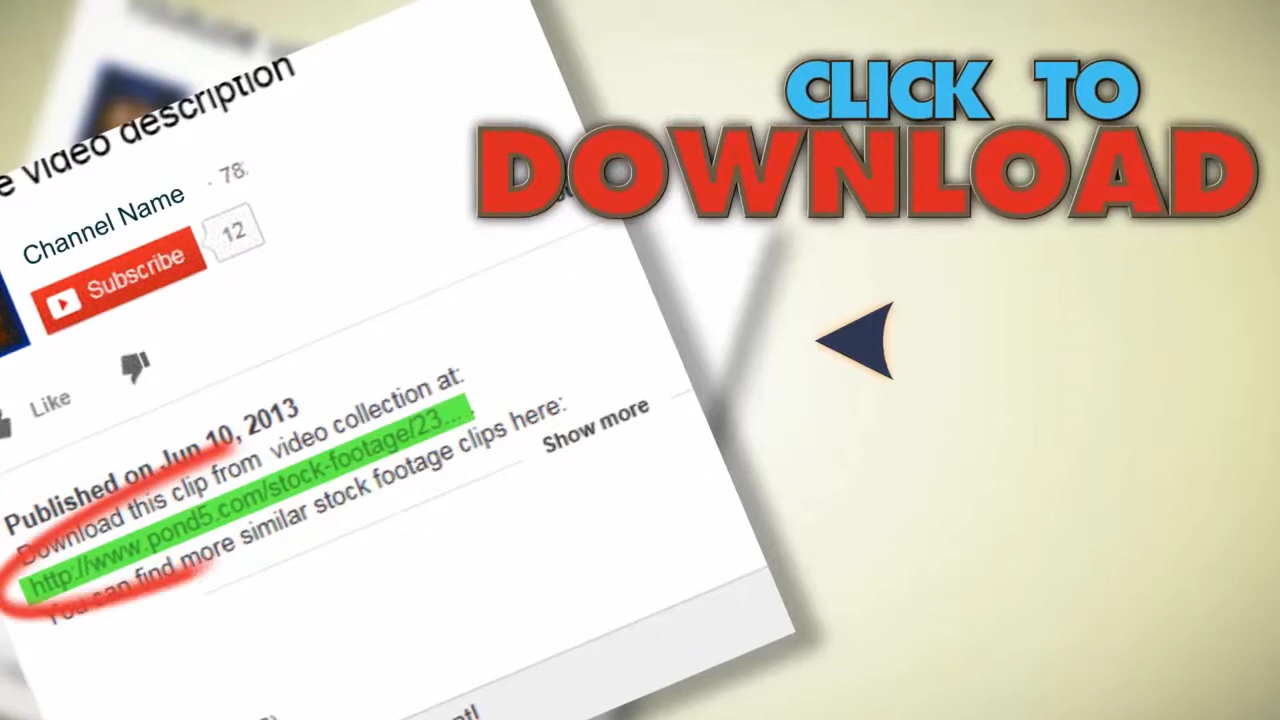 CLICK TO
DOWNLOAD
video description
Channel Name
Subscribe
12
Like
Published on Jun 10, 2013
Download this clip from video collection at:
http://www.pond5.com/stock-footage/23...
You can find more similar stock footage clips here:
Show more